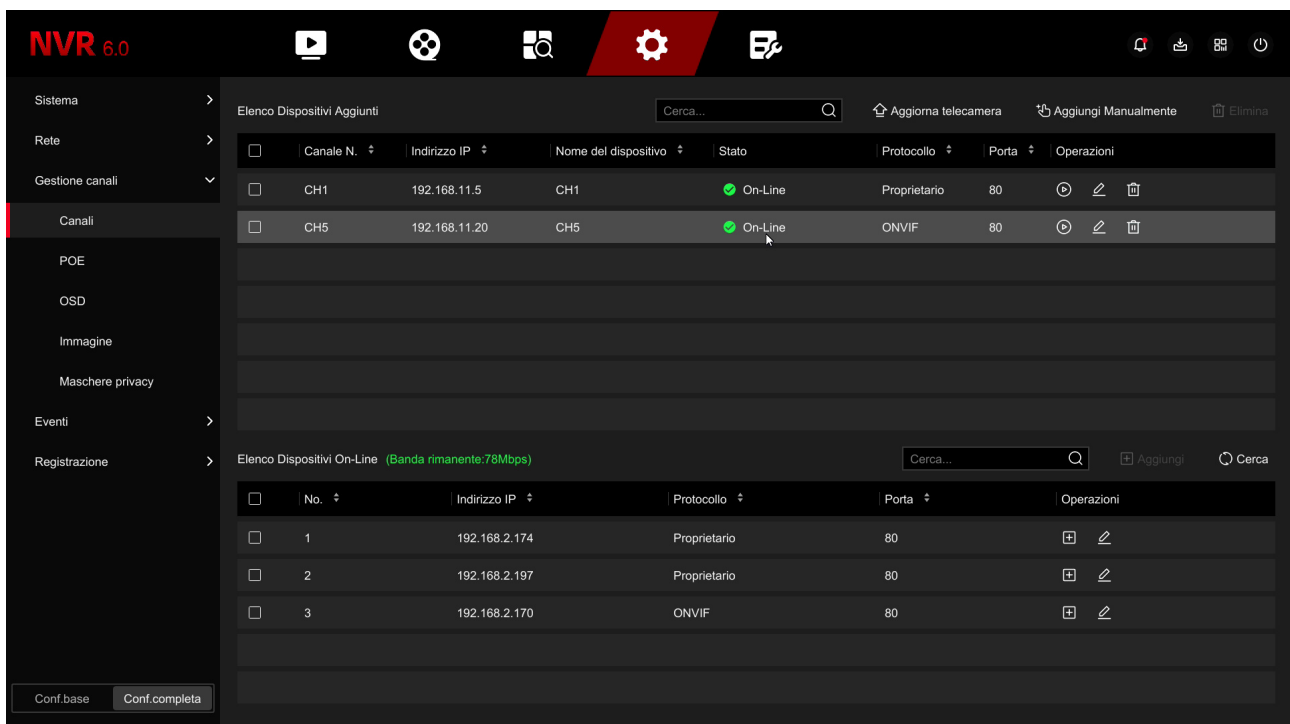 NVR 6.0
Sistema
Rete
Gestione canali
Canali
POE
OSD
Immagine
Maschere privacy
Eventi
Registrazione
Conf.base Conf.completa
Elenco Dispositivi Aggiunti Cerca... Aggiorna telecamera Aggiungi Manualmente Elimina
Canale N. Indirizzo IP Nome del dispositivo Stato Protocollo Porta Operazioni
CH1 192.168.11.5 CH1 On-Line Proprietario 80
CH5 192.168.11.20 CH5 On-Line ONVIF 80
Elenco Dispositivi On-Line (Banda rimanente:78Mbps) Cerca... Aggiungi Cerca
No. Indirizzo IP Protocollo Porta Operazioni
1 192.168.2.174 Proprietario 80
2 192.168.2.197 Proprietario 80
3 192.168.2.170 ONVIF 80